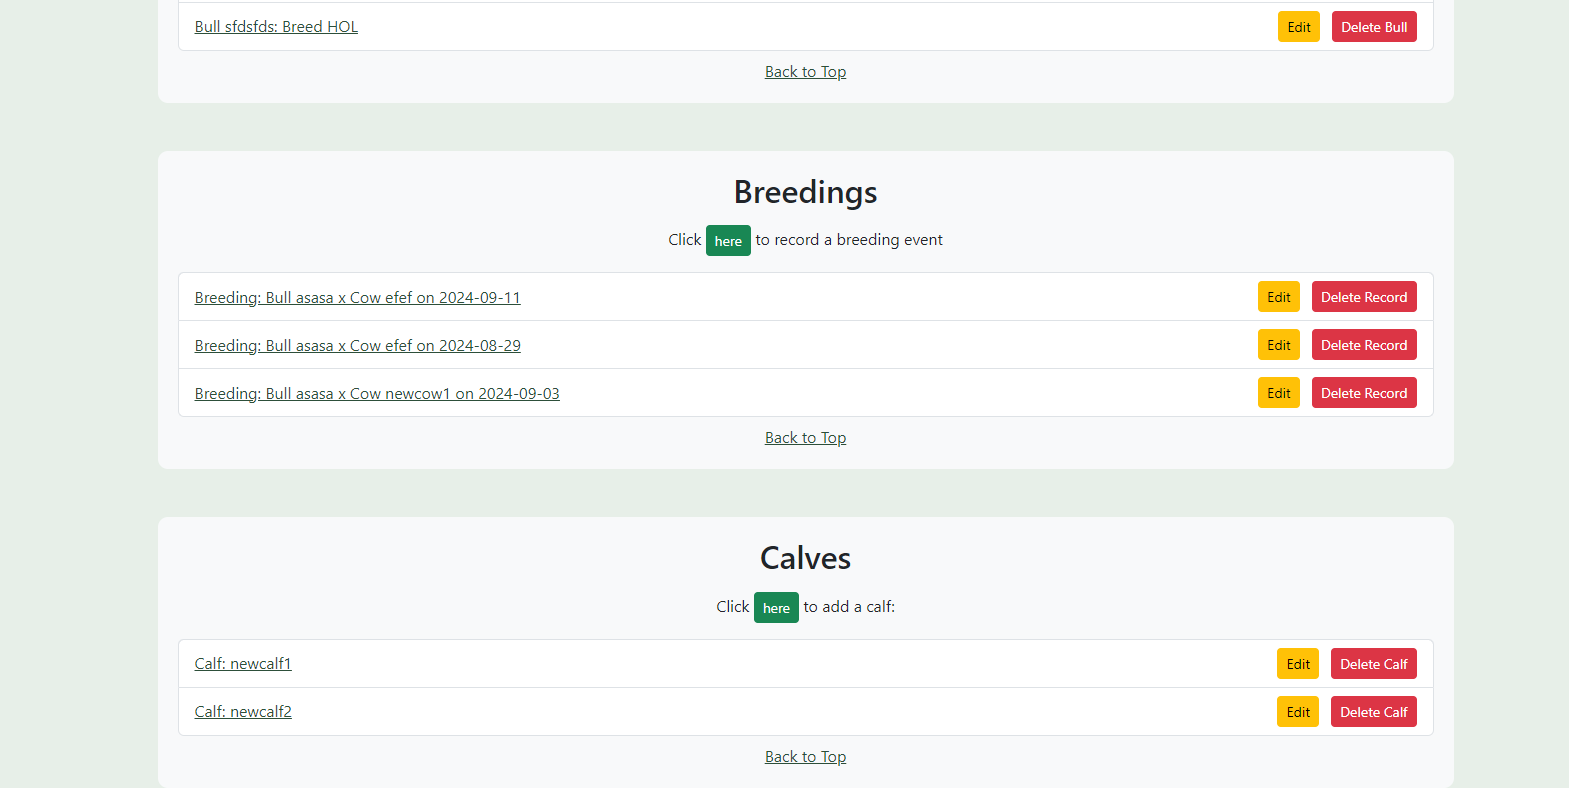 Bull sfdsfds: Breed HOL Edit Delete Bull
Back to Top
Breedings
Click here to record a breeding event
Breeding: Bull asasa x Cow efef on 2024-09-11 Edit Delete Record
Breeding: Bull asasa x Cow efef on 2024-08-29 Edit Delete Record
Breeding: Bull asasa x Cow newcow1 on 2024-09-03 Edit Delete Record
Back to Top
Calves
Click here to add a calf:
Calf: newcalf1 Edit Delete Calf
Calf: newcalf2 Edit Delete Calf
Back to Top